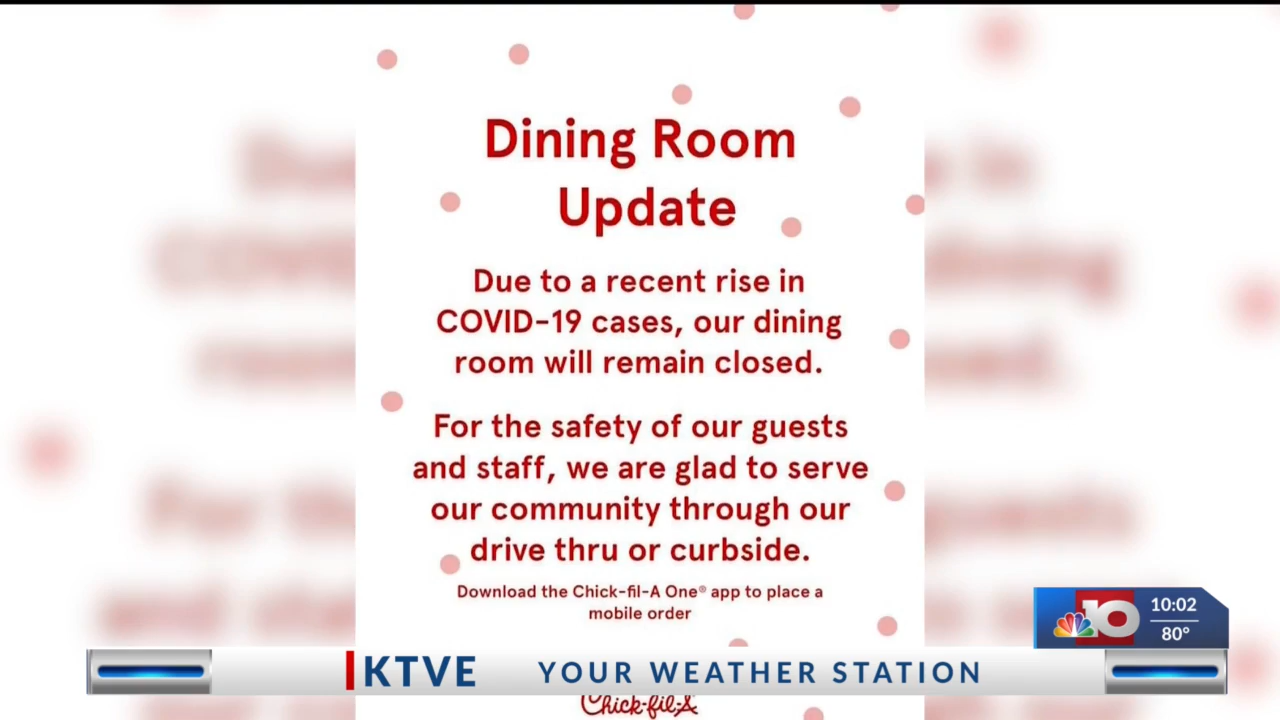 Dining Room
Update
Due to a recent rise in
COVID-19 cases, our dining
room will remain closed.
For the safety of our guests
and staff, we are glad to serve
our community through our
drive thru or curbside.
Download the Chick-fil-A One® app to place a
mobile order
10
10:02
80°
KTVE YOUR WEATHER STATION
Chick-fil-A